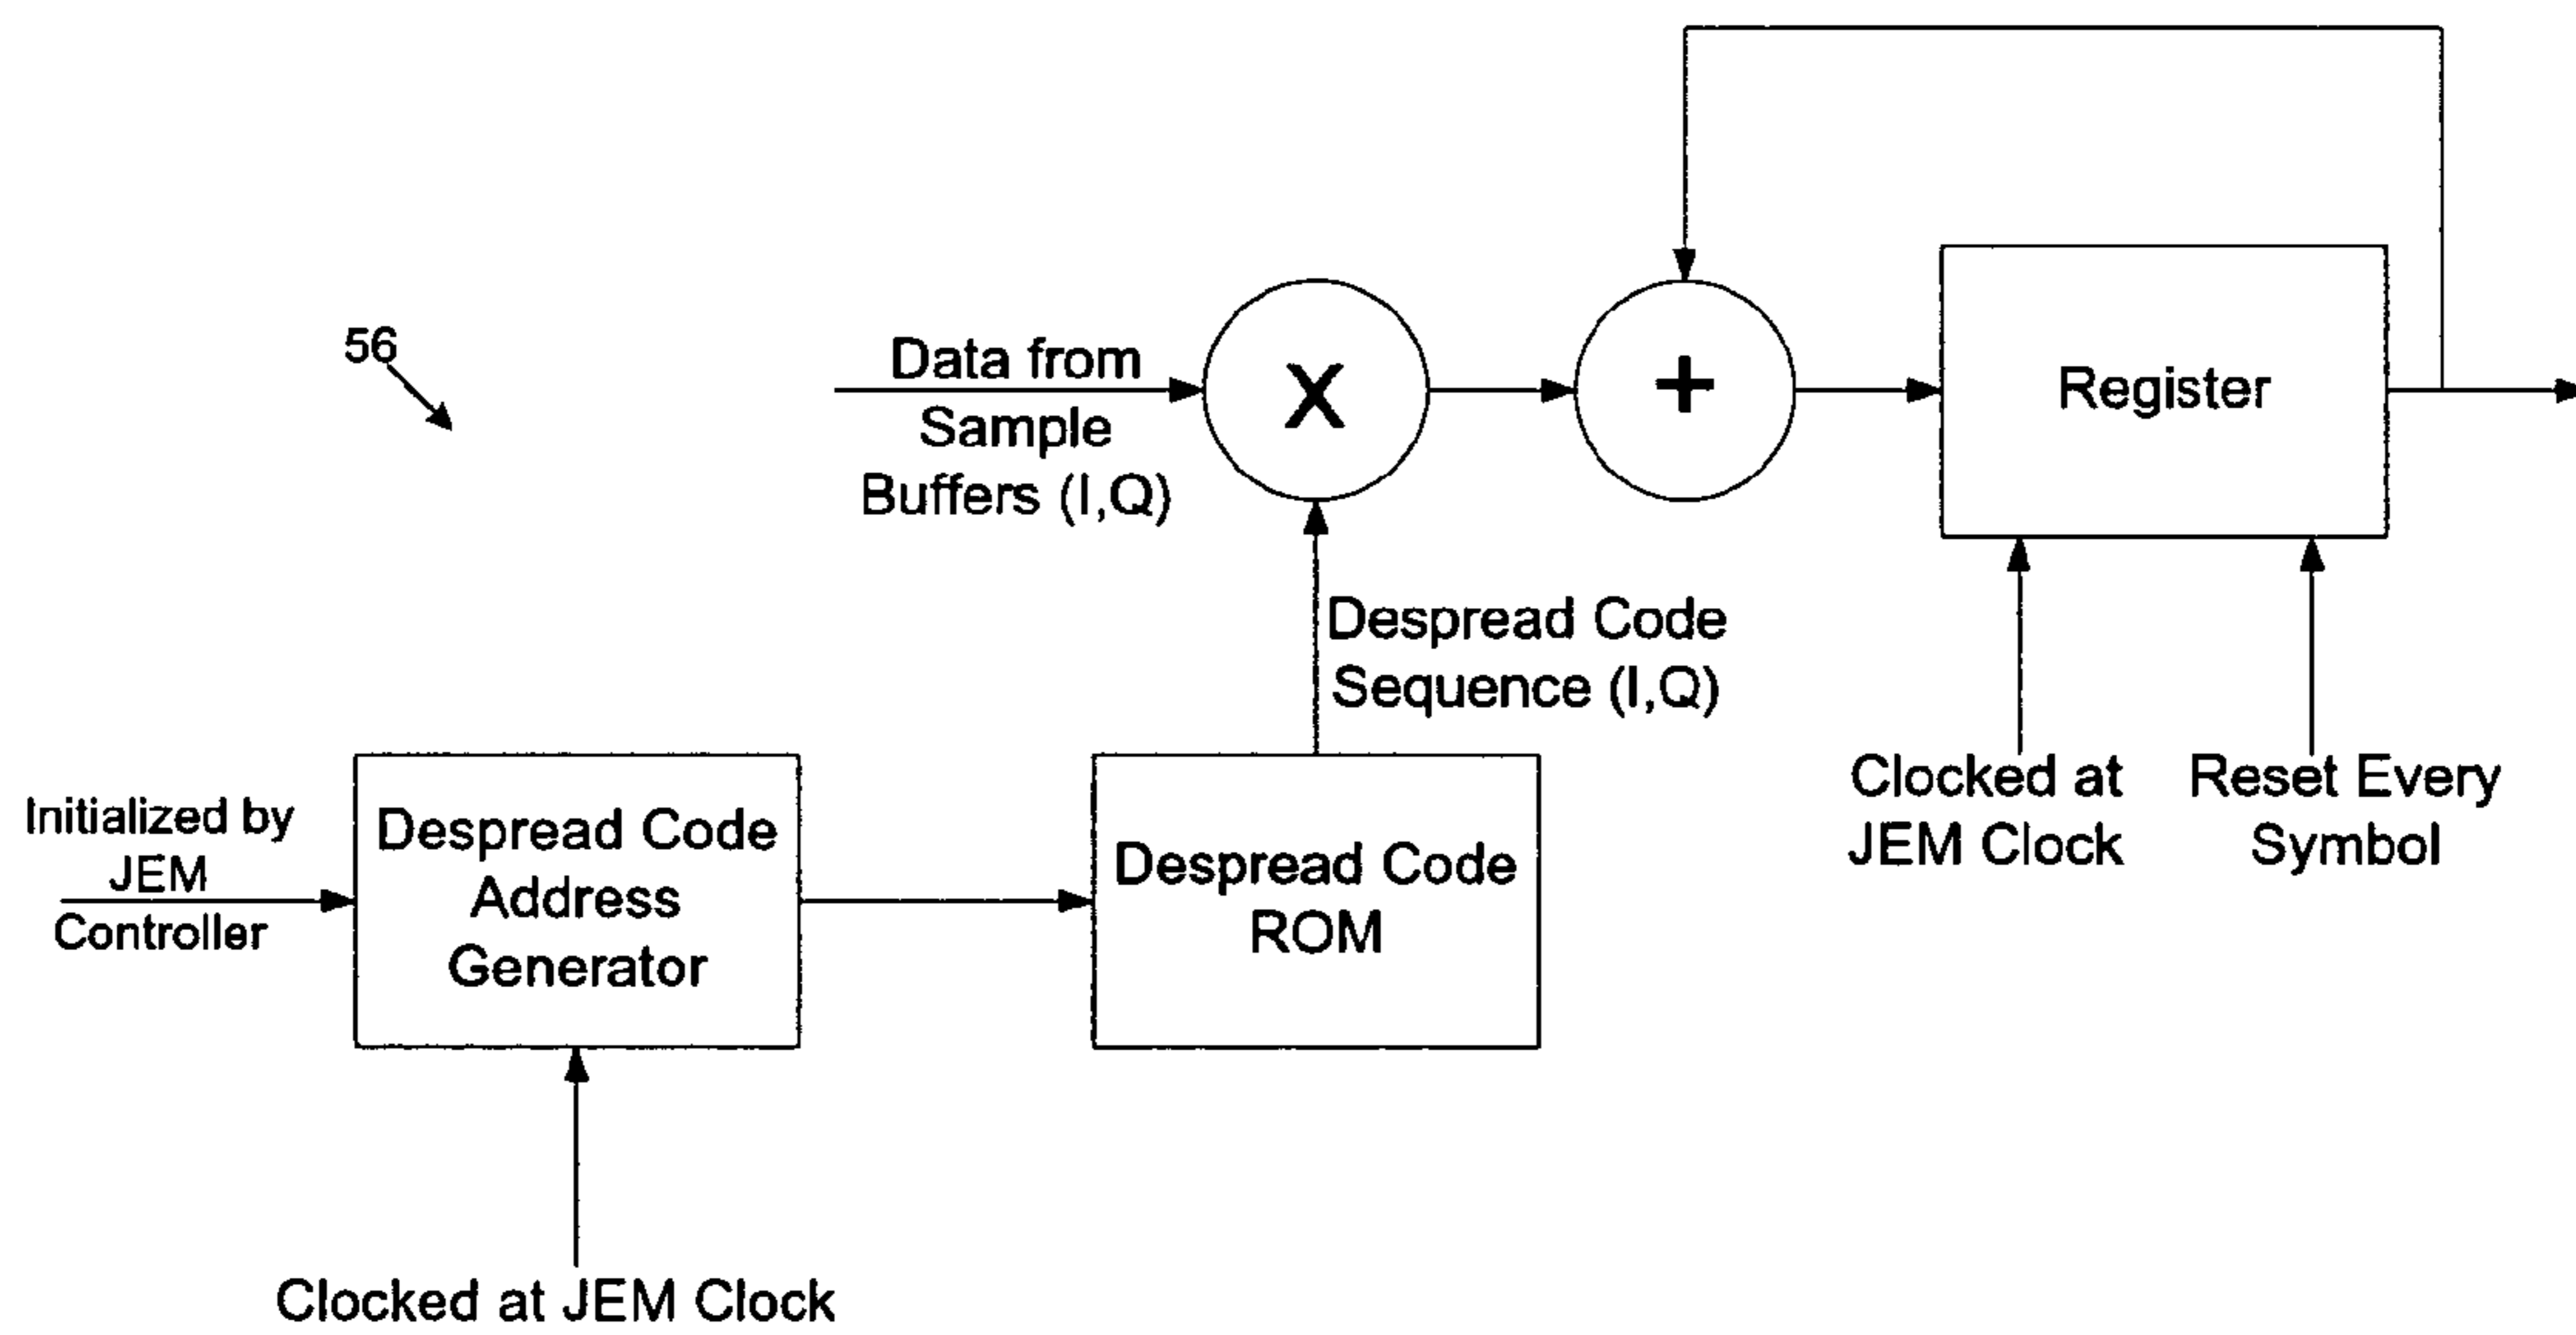 56
Data from
Sample
Buffers (I,Q)
X
+
Register
Despread Code
Sequence (I,Q)
Clocked at
JEM Clock
Reset Every
Symbol
Initialized by
JEM
Controller
Despread Code
Address
Generator
Despread Code
ROM
Clocked at JEM Clock